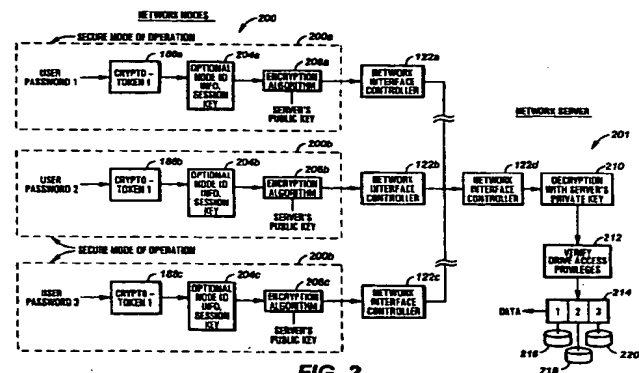 NETWORK NODES
200
200a
SECURE MODE OF OPERATION
USER
PASSWORD 1
188a
CRYPTO -
TOKEN 1
204a
OPTIONAL
NODE ID
INFO,
SESSION
KEY
206a
ENCRYPTION
ALGORITHM
SERVER'S
PUBLIC KEY
122a
NETWORK
INTERFACE
CONTROLLER
200b
USER
PASSWORD 2
188b
CRYPTO -
TOKEN 1
204b
OPTIONAL
NODE ID
INFO,
SESSION
KEY
206b
ENCRYPTION
ALGORITHM
SERVER'S
PUBLIC KEY
122b
NETWORK
INTERFACE
CONTROLLER
SECURE MODE OF OPERATION
200b
USER
PASSWORD 3
188c
CRYPTO -
TOKEN 1
204c
OPTIONAL
NODE ID
INFO,
SESSION
KEY
206c
ENCRYPTION
ALGORITHM
SERVER'S
PUBLIC KEY
122c
NETWORK
INTERFACE
CONTROLLER
NETWORK SERVER
201
122d
NETWORK
INTERFACE
CONTROLLER
210
DECRYPTION
WITH SERVER'S
PRIVATE KEY
212
VERIFY
DRIVE ACCESS
PRIVILEGES
214
DATA
1 2 3
216
218
220
FIG. 2